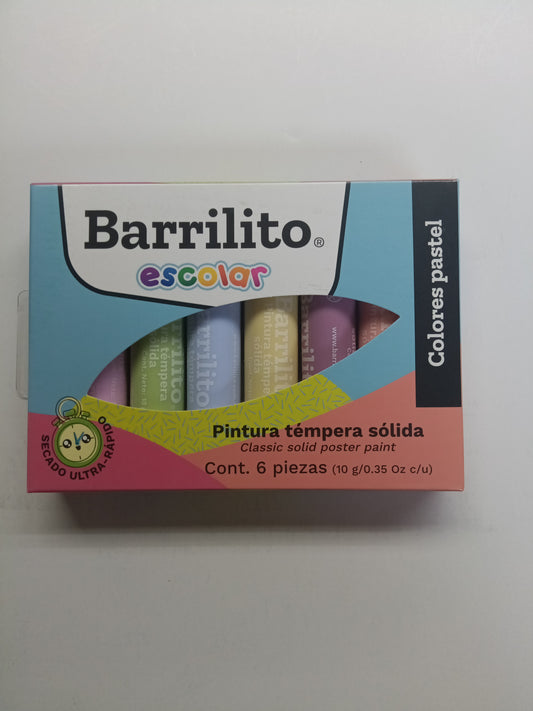 Barrilito®
escolar
Colores pastel
SECADO ULTRA-RÁPIDO
Pintura témpera sólida
Classic solid poster paint
Cont. 6 piezas (10 g/0.35 Oz c/u)